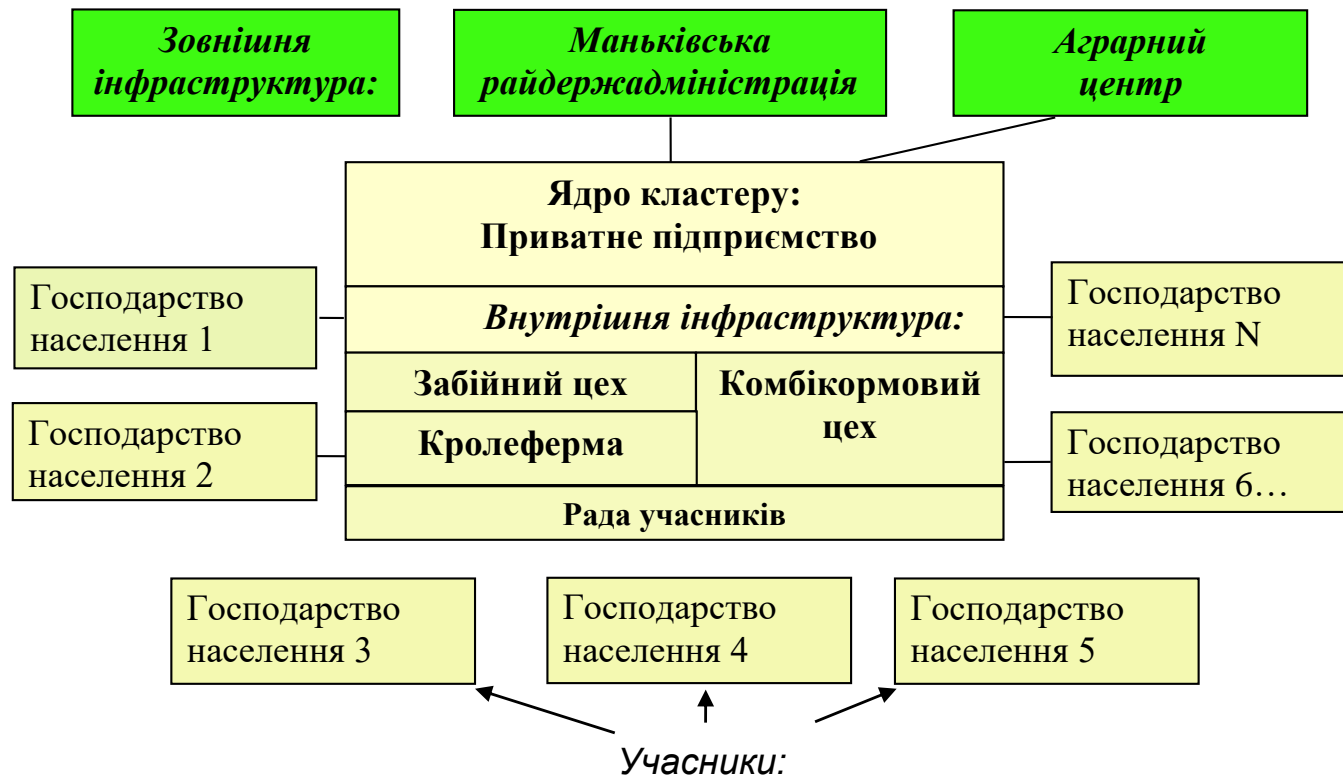 Зовнішня
інфраструктура:
Маньківська
райдержадміністрація
Аграрний
центр
Ядро кластеру:
Приватне підприємство
Господарство
населення 1
Внутрішня інфраструктура:
Господарство
населення N
Забійний цех
Комбікормовий
цех
Кролеферма
Господарство
населення 2
Господарство
населення 6…
Рада учасників
Господарство
населення 3
Господарство
населення 4
Господарство
населення 5
Учасники: